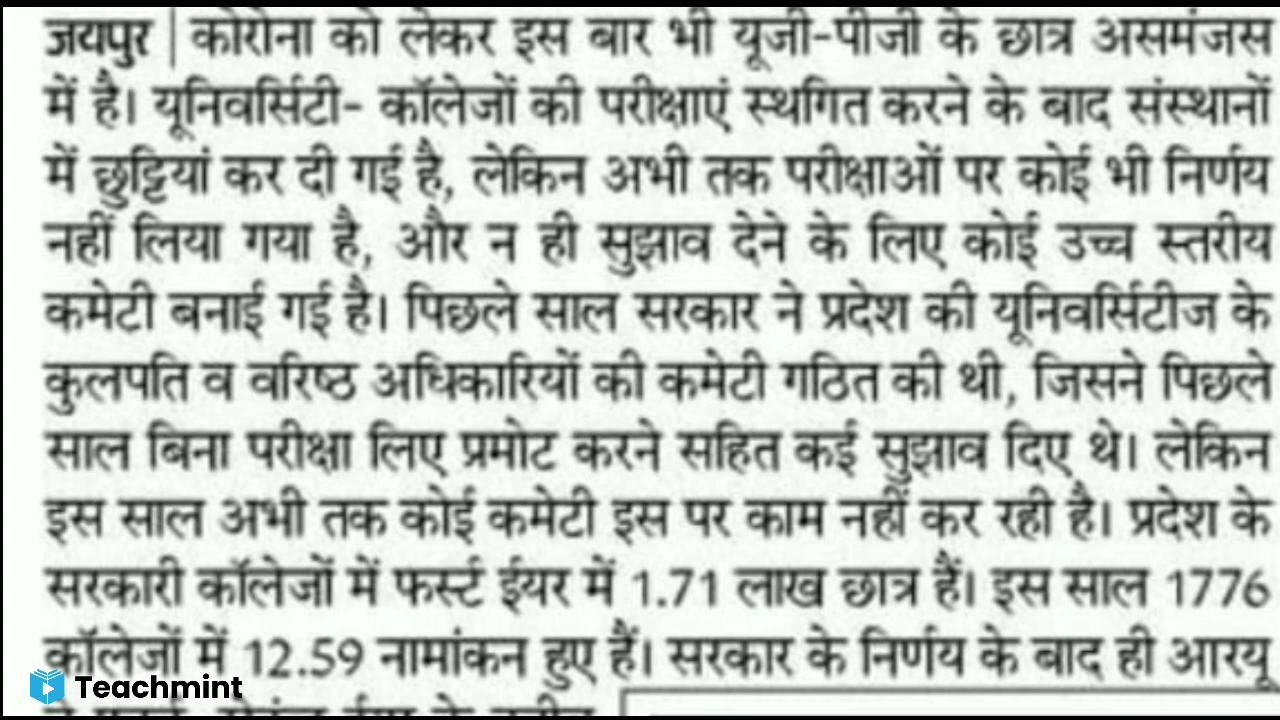 जयपुर | कोरोना को लेकर इस बार भी यूजी-पीजी के छात्र असमंजस
में है। यूनिवर्सिटी- कॉलेजों की परीक्षाएं स्थगित करने के बाद संस्थानों
में छुट्टियां कर दी गई है, लेकिन अभी तक परीक्षाओं पर कोई भी निर्णय
नहीं लिया गया है, और न ही सुझाव देने के लिए कोई उच्च स्तरीय
कमेटी बनाई गई है। पिछले साल सरकार ने प्रदेश की यूनिवर्सिटीज के
कुलपति व वरिष्ठ अधिकारियों की कमेटी गठित की थी, जिसने पिछले
साल बिना परीक्षा लिए प्रमोट करने सहित कई सुझाव दिए थे। लेकिन
इस साल अभी तक कोई कमेटी इस पर काम नहीं कर रही है। प्रदेश के
सरकारी कॉलेजों में फर्स्ट ईयर में 1.71 लाख छात्र हैं। इस साल 1776
कॉलेजों में 12.59 नामांकन हुए हैं। सरकार के निर्णय के बाद ही आरयू
Teachmint